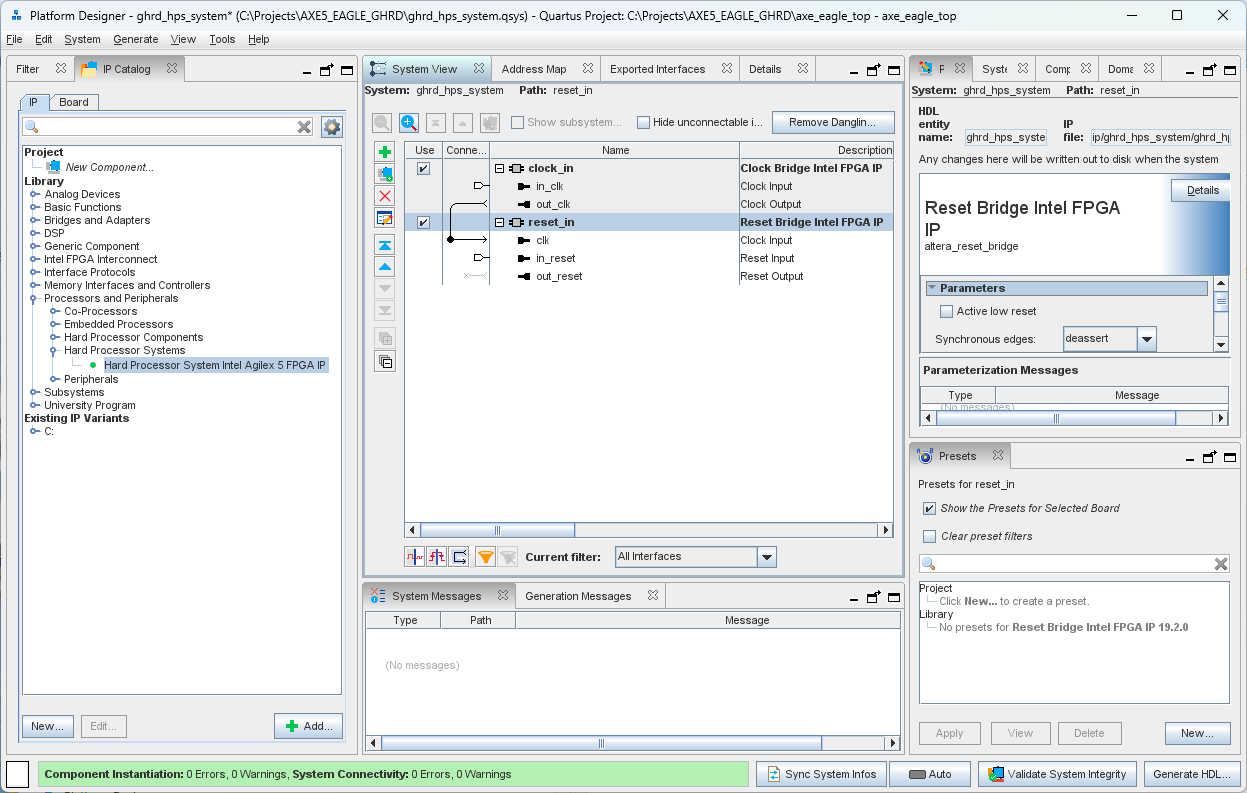 Platform Designer - ghrd_hps_system* (C:\Projects\AXE5_EAGLE_GHRD\ghrd_hps_system.qsys) - Quartus Project: C:\Projects\AXE5_EAGLE_GHRD\axe_eagle_top - axe_eagle_top
File Edit System Generate View Tools Help
Filter IP Catalog
IP Board
Project
New Component...
Library
Analog Devices
Basic Functions
Bridges and Adapters
DSP
Generic Component
Intel FPGA Interconnect
Interface Protocols
Memory Interfaces and Controllers
Processors and Peripherals
Co-Processors
Embedded Processors
Hard Processor Components
Hard Processor Systems
Hard Processor System Intel Agilex 5 FPGA IP
Peripherals
Subsystems
University Program
Existing IP Variants
C:
New... Edit... Add...
System View Address Map Exported Interfaces Details
System: ghrd_hps_system Path: reset_in
Show subsystem... Hide unconnectable i... Remove Danglin...
Use Conne... Name Description
clock_in Clock Bridge Intel FPGA IP
in_clk Clock Input
out_clk Clock Output
reset_in Reset Bridge Intel FPGA IP
clk Clock Input
in_reset Reset Input
out_reset Reset Output
Current filter: All Interfaces
System Messages Generation Messages
Type Path Message
(No messages)
P Syst Comp Doma
System: ghrd_hps_system Path: reset_in
HDL
entity IP
name: ghrd_hps_syste file: ip/ghrd_hps_system/ghrd_hp
Any changes here will be written out to disk when the system
Details
Reset Bridge Intel FPGA
IP
altera_reset_bridge
Parameters
Active low reset
Synchronous edges: deassert
Parameterization Messages
Type Message
(No messages)
Presets
Presets for reset_in
Show the Presets for Selected Board
Clear preset filters
Project
Click New... to create a preset.
Library
No presets for Reset Bridge Intel FPGA IP 19.2.0
Apply View Delete New...
Component Instantiation: 0 Errors, 0 Warnings, System Connectivity: 0 Errors, 0 Warnings
Sync System Infos Auto Validate System Integrity Generate HDL...